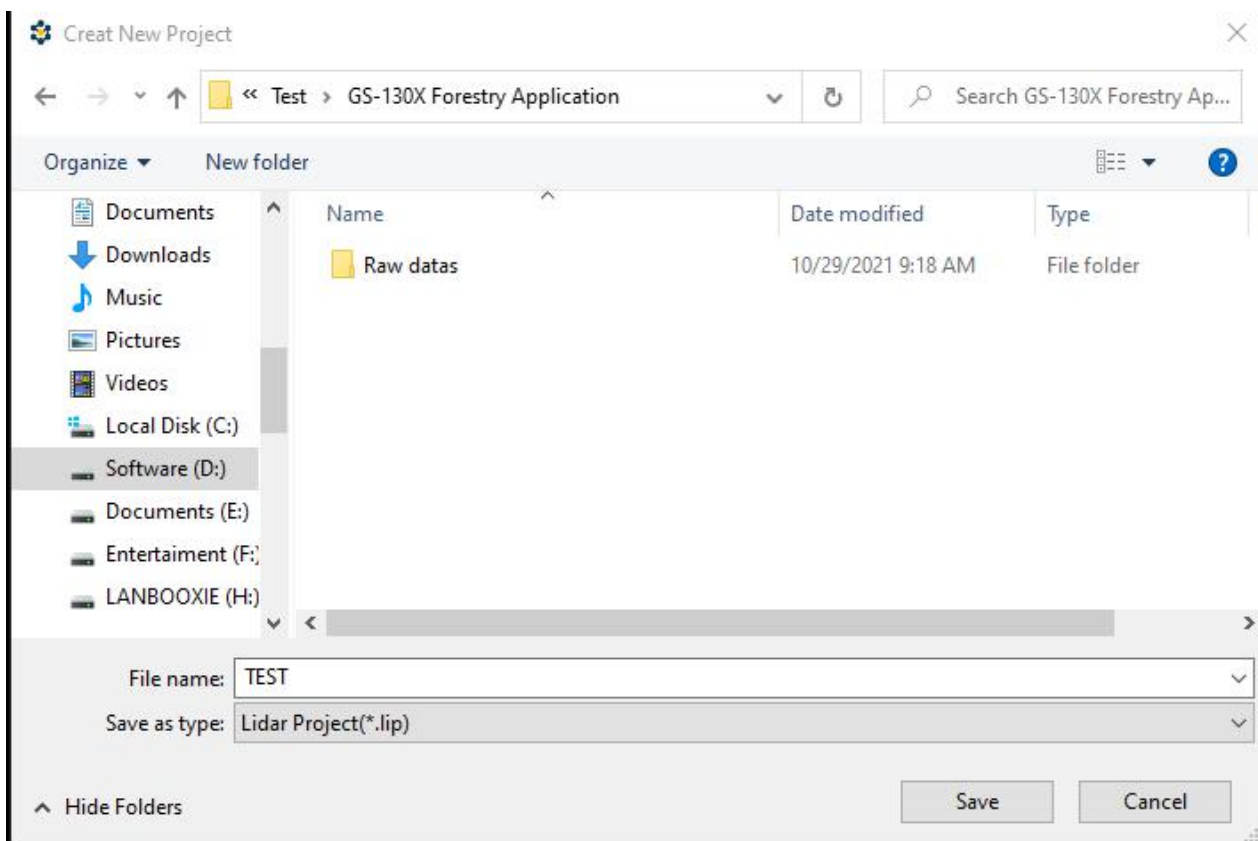 Creat New Project
« Test > GS-130X Forestry Application
Search GS-130X Forestry Ap...
Organize
New folder
Name
Date modified
Type
Documents
Downloads
Music
Pictures
Videos
Local Disk (C:)
Software (D:)
Documents (E:)
Entertaiment (F:)
LANBOOXIE (H:)
Raw datas
10/29/2021 9:18 AM
File folder
File name: TEST
Save as type: Lidar Project(*.lip)
Hide Folders
Save
Cancel